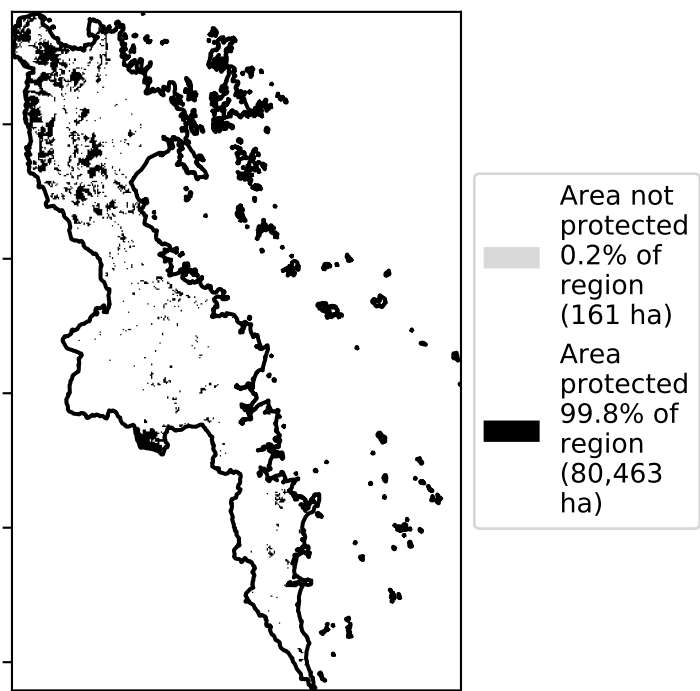 Area not
protected
0.2% of
region
(161 ha)
Area
protected
99.8% of
region
(80,463
ha)